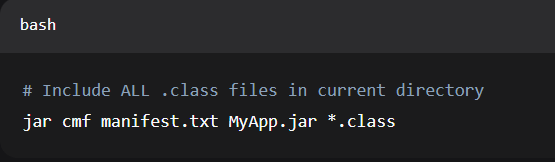 bash
# Include ALL .class files in current directory
jar cmf manifest.txt MyApp.jar *.class